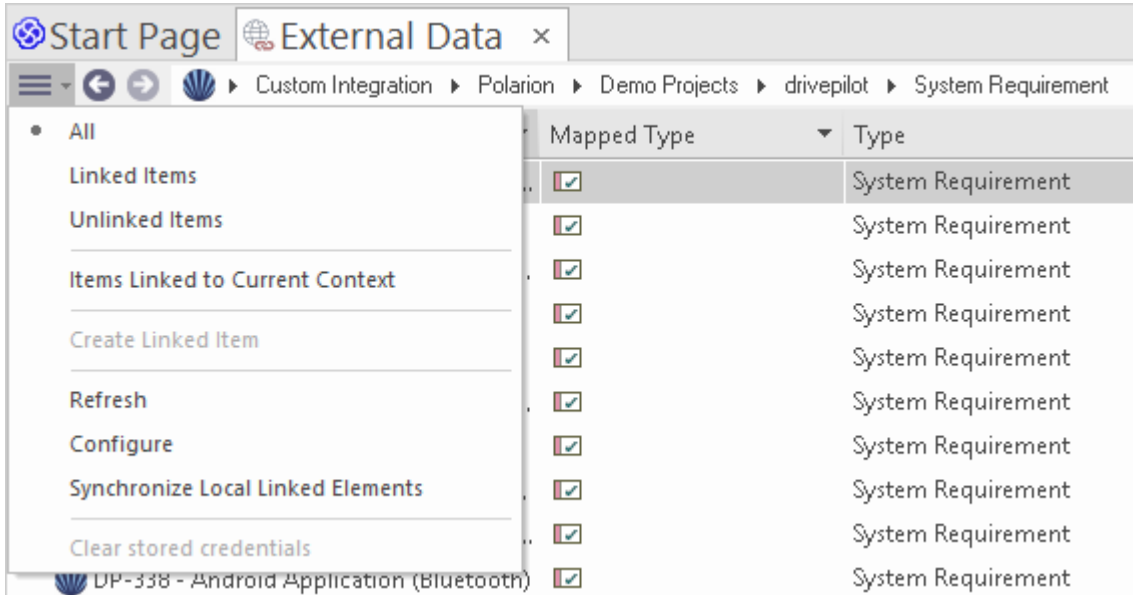 Start Page External Data ×
Custom Integration Polarion Demo Projects drivepilot System Requirement
All
Mapped Type Type
System Requirement
Linked Items
System Requirement
Unlinked Items
System Requirement
Items Linked to Current Context
System Requirement
Create Linked Item
System Requirement
Refresh
System Requirement
Configure
System Requirement
Synchronize Local Linked Elements
System Requirement
Clear stored credentials
System Requirement
DP-338 - Android Application (Bluetooth) System Requirement